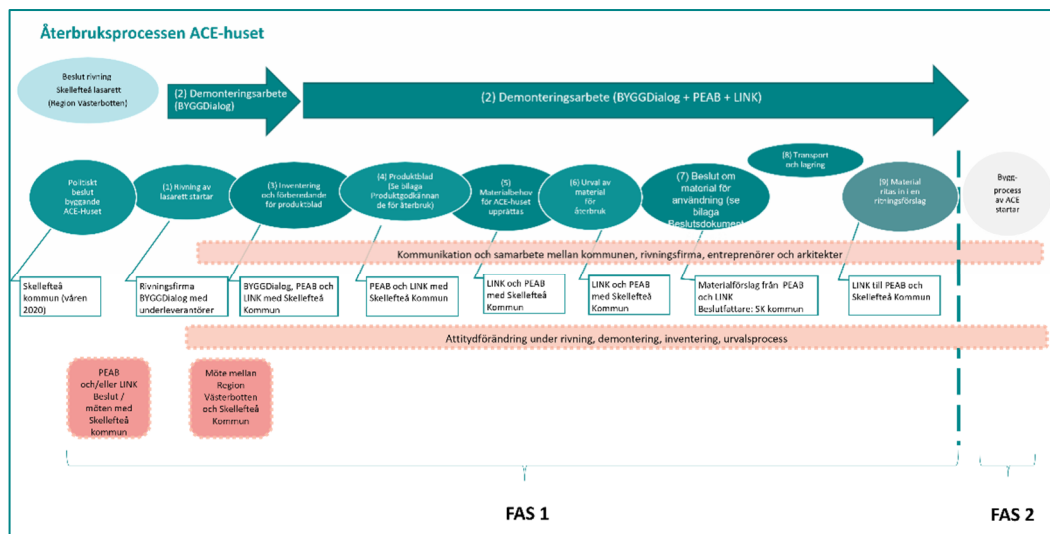 Återbruksprocessen ACE-huset
Beslut rivning
Skellefteå lasarett
(Region Västerbotten)
(2) Demonteringsarbete
(BYGGDialog)
(2) Demonteringsarbete (BYGGDialog + PEAB + LINK)
Politiskt
beslut
byggande
ACE-Huset
(1) Rivning av
lasarett startar
(3) Inventering
och förberedande
för produktblad
(4) Produktblad
(Se bilaga
Produktgodkännan
de för återbruk)
(5)
Materialbehov
för ACE-huset
upprättas
(6) Urval av
material för
återbruk
(7) Beslut om
material för
användning (se
bilaga
Beslutsdokument
(8) Transport
och lagring
(9) Material
ritas in i en
ritningsförslag
Bygg-
process
av ACE
startar
Kommunikation och samarbete mellan kommunen, rivningsfirma, entreprenörer och arkitekter
Skellefteå
kommun (våren
2020)
Rivningsfirma
BYGGDialog med
underleverantörer
BYGGDialog, PEAB och
LINK med Skellefteå
Kommun
PEAB och LINK med
Skellefteå Kommun
LINK och PEAB
med Skellefteå
Kommun
LINK och PEAB
med Skellefteå
Kommun
Materialförslag från PEAB
och LINK
Beslutfattare: SK kommun
LINK till PEAB och
Skellefteå Kommun
Attitydförändring under rivning, demontering, inventering, urvalsprocess
PEAB
och/eller LINK
Beslut /
möten med
Skellefteå
kommun
Möte mellan
Region
Västerbotten
och Skellefteå
Kommun
FAS 1
FAS 2